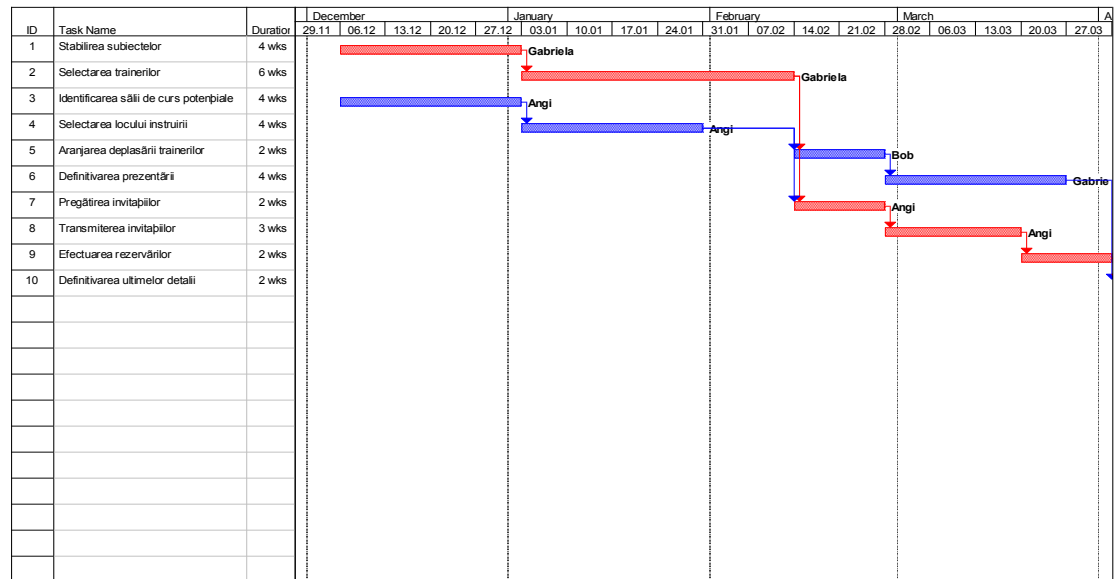 December January February March A
ID Task Name Duration 29.11 06.12 13.12 20.12 27.12 03.01 10.01 17.01 24.01 31.01 07.02 14.02 21.02 28.02 06.03 13.03 20.03 27.03
1 Stabilirea subiectelor 4 wks Gabriela
2 Selectarea trainerilor 6 wks Gabriela
3 Identificarea sălii de curs potenþiale 4 wks Angi
4 Selectarea locului instruirii 4 wks Angi
5 Aranjarea deplasării trainerilor 2 wks Bob
6 Definitivarea prezentării 4 wks Gabrie
7 Pregătirea invitaþiilor 2 wks Angi
8 Transmiterea invitaþiilor 3 wks Angi
9 Efectuarea rezervărilor 2 wks
10 Definitivarea ultimelor detalii 2 wks